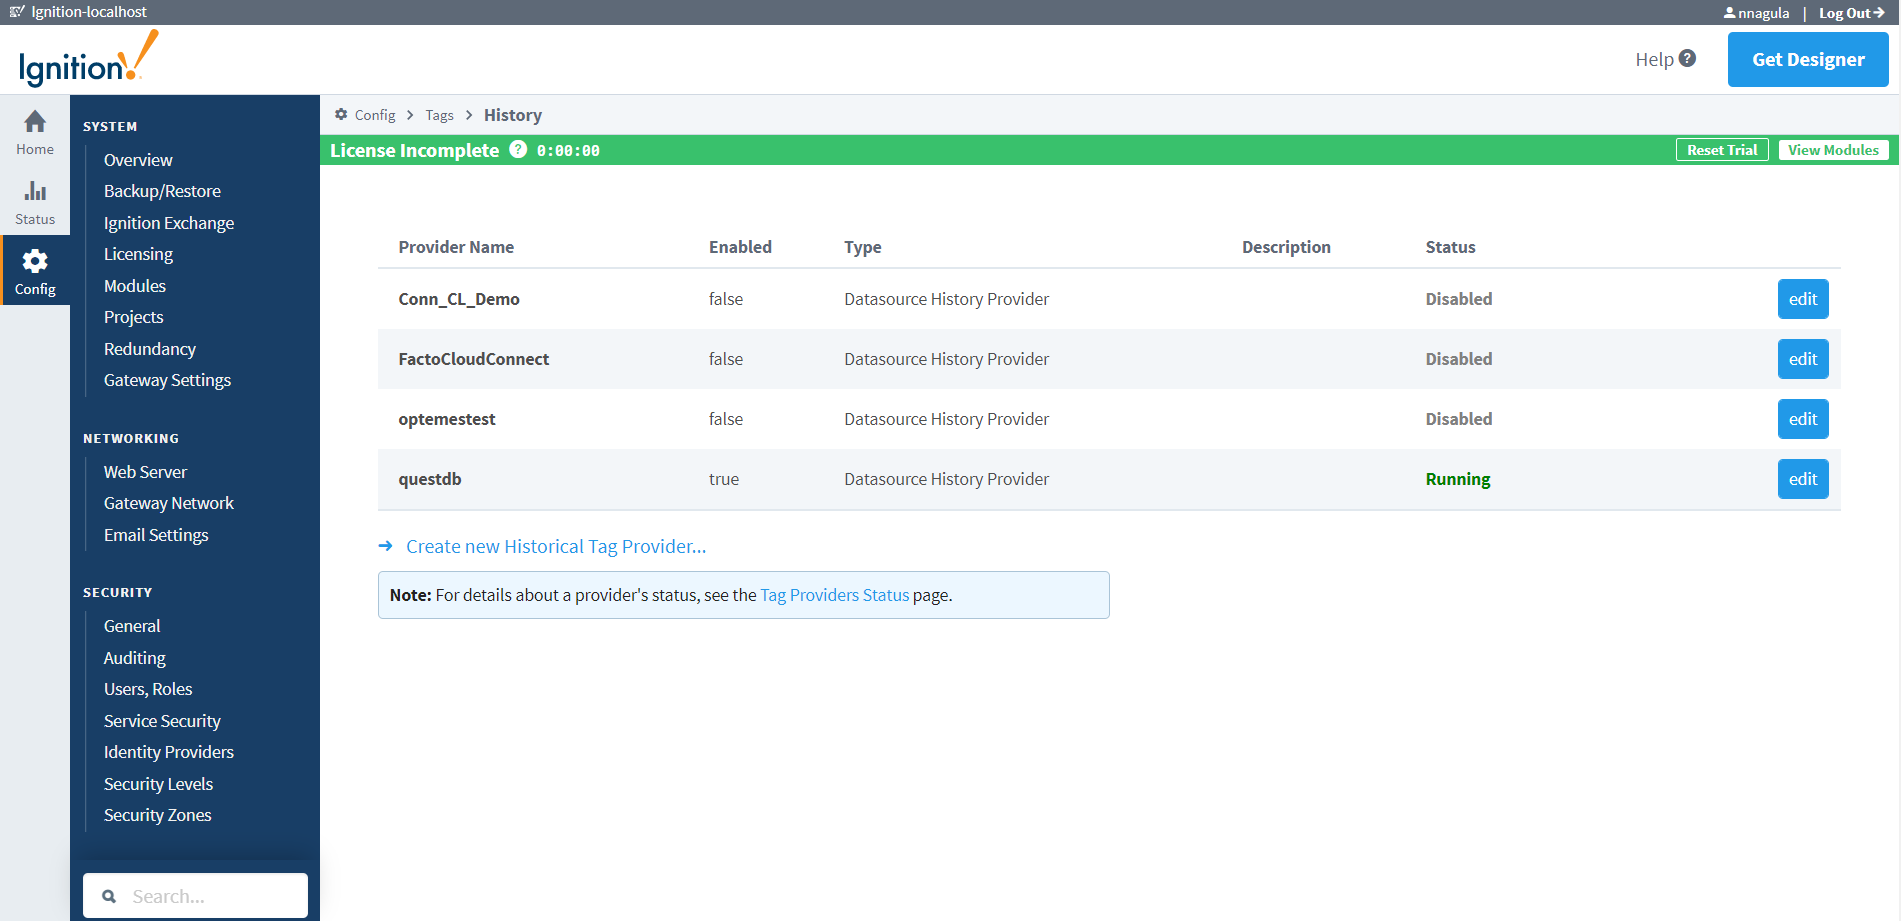 Ignition-localhost
nnagula | Log Out
Ignition!
Help ?
Get Designer
Home
Status
Config
SYSTEM
Overview
Backup/Restore
Ignition Exchange
Licensing
Modules
Projects
Redundancy
Gateway Settings
NETWORKING
Web Server
Gateway Network
Email Settings
SECURITY
General
Auditing
Users, Roles
Service Security
Identity Providers
Security Levels
Security Zones
Search...
Config > Tags > History
License Incomplete ? 0:00:00
Reset Trial View Modules
Provider Name Enabled Type Description Status
Conn_CL_Demo false Datasource History Provider Disabled edit
FactoCloudConnect false Datasource History Provider Disabled edit
optemestest false Datasource History Provider Disabled edit
questdb true Datasource History Provider Running edit
Create new Historical Tag Provider...
Note: For details about a provider's status, see the Tag Providers Status page.